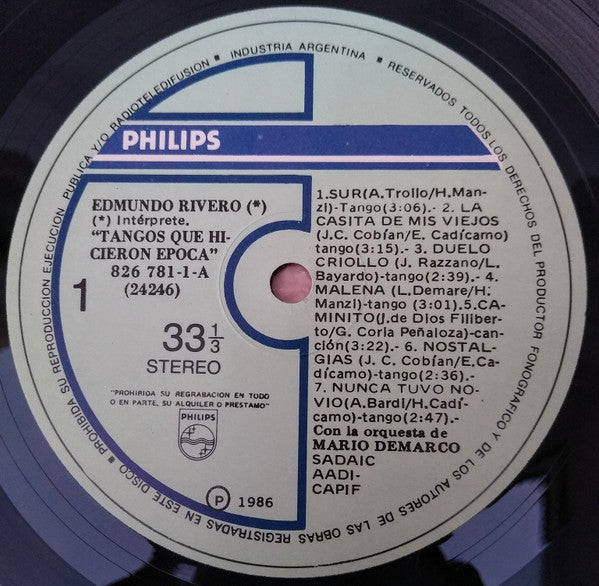 INDUSTRIA ARGENTINA - RESERVADOS TODOS LOS DERECHOS DEL PRODUCTOR FONOGRAFICO Y DE LOS AUTORES DE LAS OBRAS REGISTRADAS EN ESTE DISCO - PROHIBIDA SU REPRODUCCION EJECUCION PUBLICA Y/O RADIOTELEDIFUSION -
PHILIPS
EDMUNDO RIVERO (*)
(*) Intérprete.
"TANGOS QUE HI-
CIERON EPOCA"
826 781-1-A
(24246)
1
33 1/3
STEREO
"PROHIBIDA SU REGRABACION EN TODO
O EN PARTE, SU ALQUILER O PRESTAMO"
PHILIPS
P 1986
1.SUR(A.Trollo/H.Man-
zi)-Tango(3:06).- 2. LA
CASITA DE MIS VIEJOS
(J.C. Cobían/E. Cadícamo)
tango(3:15).- 3. DUELO
CRIOLLO (J. Razzano/L.
Bayardo)-tango(2:39).- 4.
MALENA (L.Demare/H.
Manzi)-tango (3:01).5.CA-
MINITO(J.de Dios Filiber-
to/G. Corla Peñaloza)-can-
ción(3:22).- 6. NOSTAL-
GIAS (J. C. Cobían/E.Ca-
dícamo)-tango(2:36).-
7. NUNCA TUVO NO-
VIO(A.Bardi/H.Cadí-
camo)-tango(2:47).-
Con la orquesta de
MARIO DEMARCO
SADAIC
AADI-
CAPIF